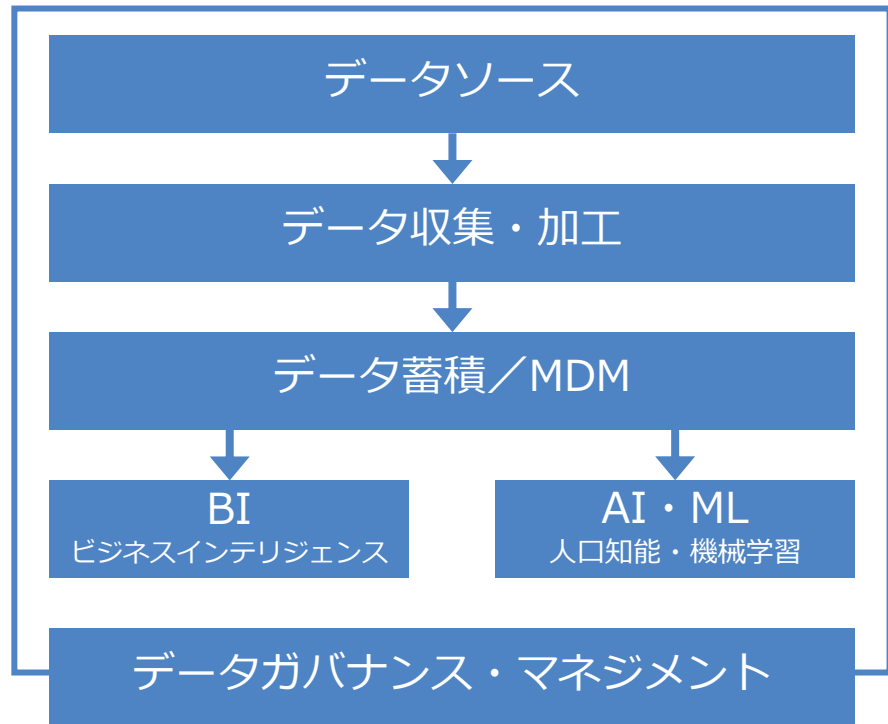 データソース
データ収集・加工
データ蓄積／MDM
BI
ビジネスインテリジェンス
AI・ML
人口知能・機械学習
データガバナンス・マネジメント